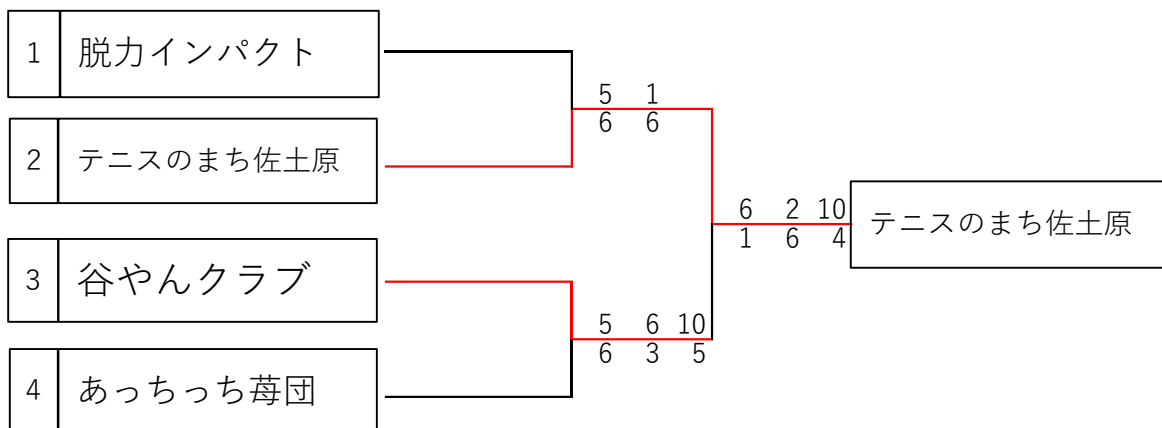 1 脱力インパクト
5 1
6 6
2 テニスのまち佐土原
6 2 10
1 6 4
テニスのまち佐土原
3 谷やんクラブ
5 6 10
6 3 5
4 あっちっち苺団